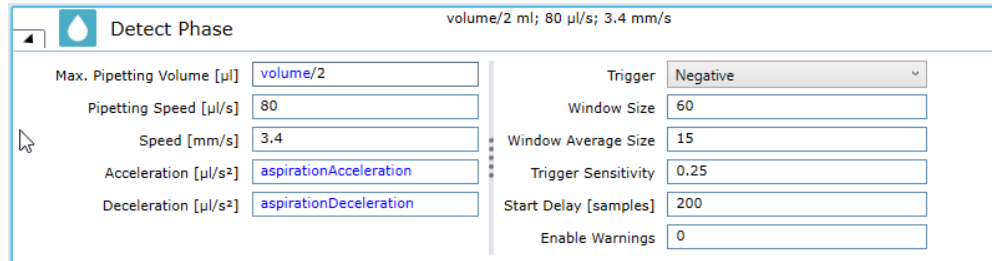 Detect Phase
volume/2 ml; 80 µl/s; 3.4 mm/s
Max. Pipetting Volume [µl] volume/2
Pipetting Speed [µl/s] 80
Speed [mm/s] 3.4
Acceleration [µl/s²] aspirationAcceleration
Deceleration [µl/s²] aspirationDeceleration
Trigger Negative
Window Size 60
Window Average Size 15
Trigger Sensitivity 0.25
Start Delay [samples] 200
Enable Warnings 0